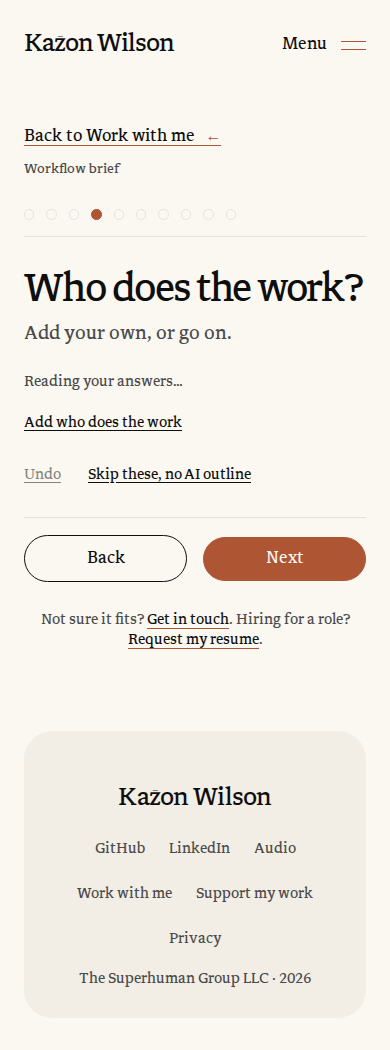 Kažon Wilson
Menu
Back to Work with me ←
Workflow brief
Who does the work?
Add your own, or go on.
Reading your answers...
Add who does the work
Undo
Skip these, no AI outline
Back
Next
Not sure it fits? Get in touch. Hiring for a role?
Request my resume.
Kažon Wilson
GitHub
LinkedIn
Audio
Work with me
Support my work
Privacy
The Superhuman Group LLC · 2026